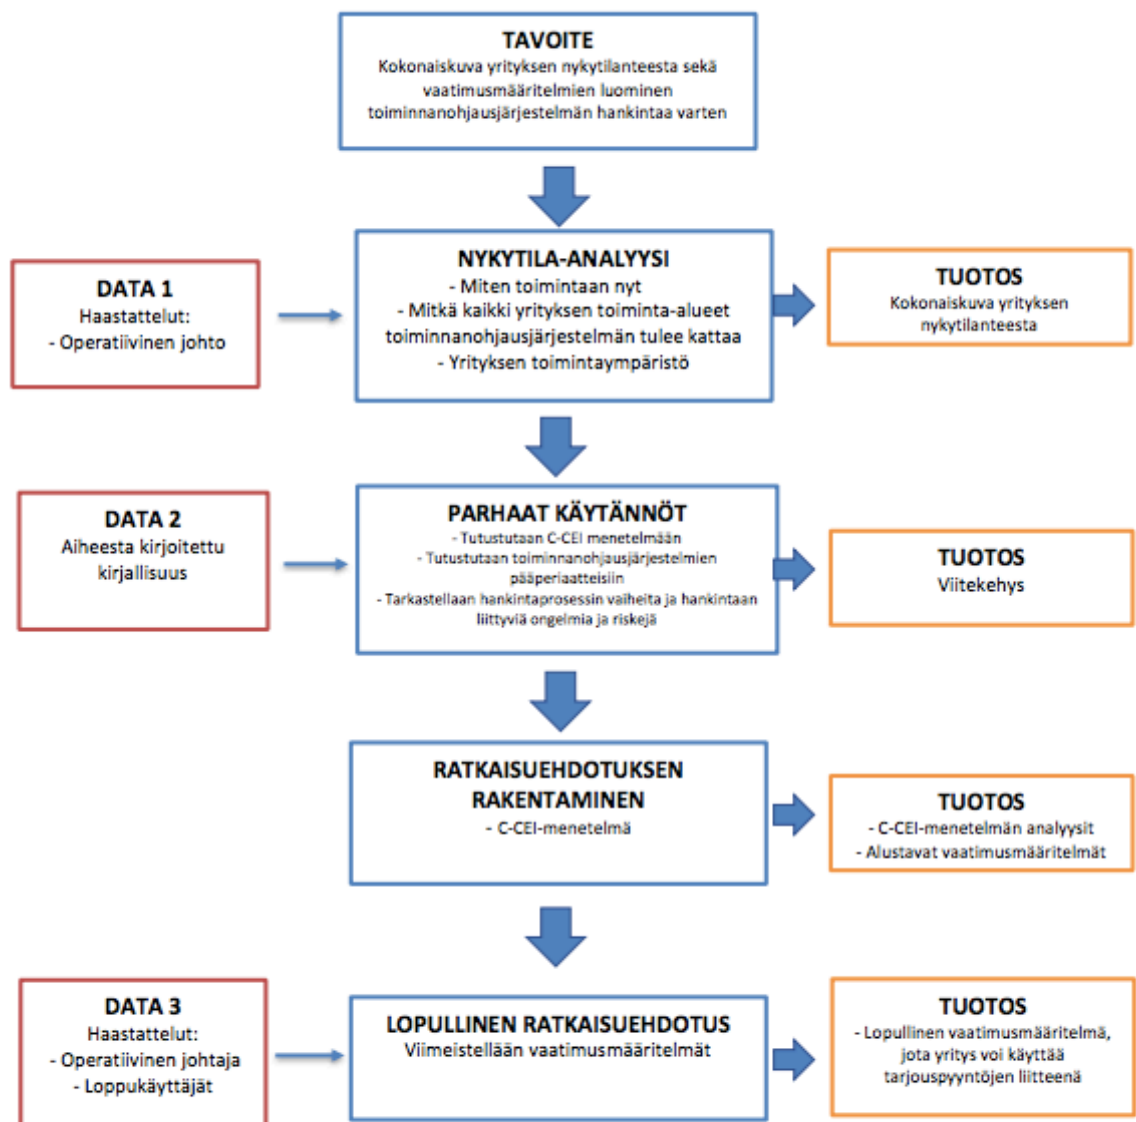 TAVOITE
Kokonaiskuva yrityksen nykytilanteesta sekä
vaatimusmääritelmien luominen
toiminnanohjausjärjestelmän hankintaa varten
DATA 1
Haastattelut:
- Operatiivinen johto
NYKYTILA-ANALYYSI
- Miten toimintaan nyt
- Mitkä kaikki yrityksen toiminta-alueet
toiminnanohjausjärjestelmän tulee kattaa
- Yrityksen toimintaympäristö
TUOTOS
Kokonaiskuva yrityksen
nykytilanteesta
DATA 2
Aiheesta kirjoitettu
kirjallisuus
PARHAAT KÄYTÄNNÖT
- Tutustutaan C-CEI menetelmään
- Tutustutaan toiminnanohjausjärjestelmien
pääperiaatteisiin
- Tarkastellaan hankintaprosessin vaiheita ja hankintaan
liittyviä ongelmia ja riskejä
TUOTOS
Viitekehys
RATKAISUEHDOTUKSEN
RAKENTAMINEN
- C-CEI-menetelmä
TUOTOS
- C-CEI-menetelmän analyysit
- Alustavat vaatimusmääritelmät
DATA 3
Haastattelut:
- Operatiivinen johtaja
- Loppukäyttäjät
LOPULLINEN RATKAISUEHDOTUS
Viimeistellään vaatimusmääritelmät
TUOTOS
- Lopullinen vaatimusmääritelmä,
jota yritys voi käyttää
tarjouspyyntöjen liitteenä